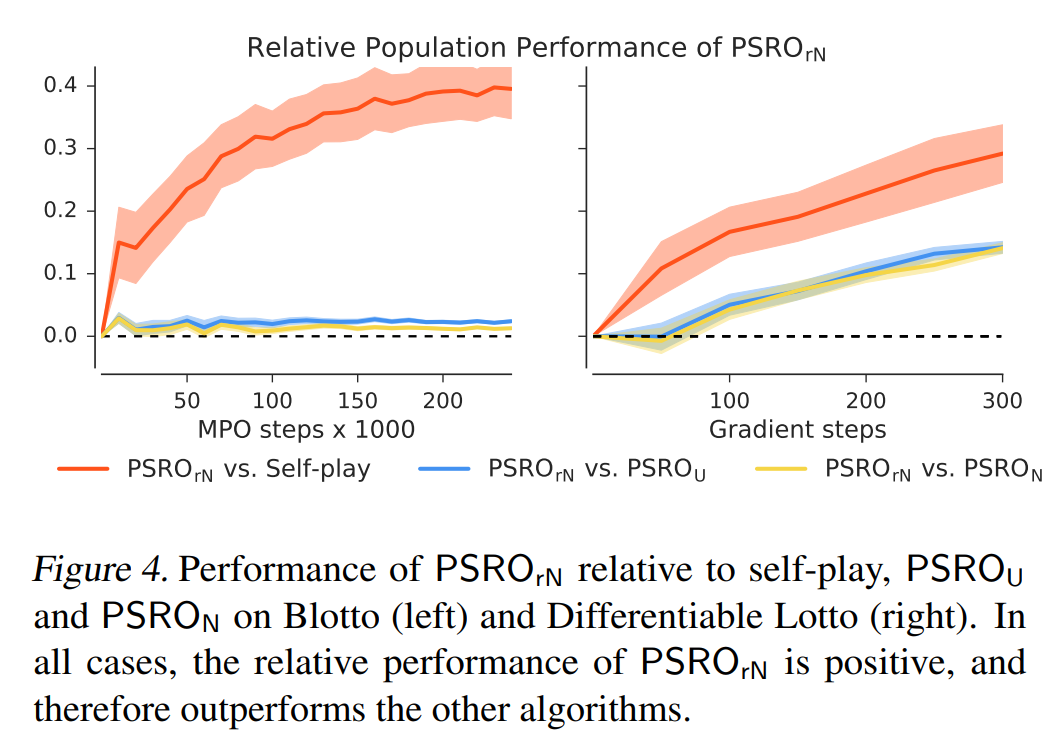 Relative Population Performance of PSRO_rN
0.4
0.3
0.2
0.1
0.0
50 100 150 200
MPO steps x 1000
100 200 300
Gradient steps
PSRO_rN vs. Self-play PSRO_rN vs. PSRO_U PSRO_rN vs. PSRO_N
Figure 4. Performance of PSRO_rN relative to self-play, PSRO_U
and PSRO_N on Blotto (left) and Differentiable Lotto (right). In
all cases, the relative performance of PSRO_rN is positive, and
therefore outperforms the other algorithms.